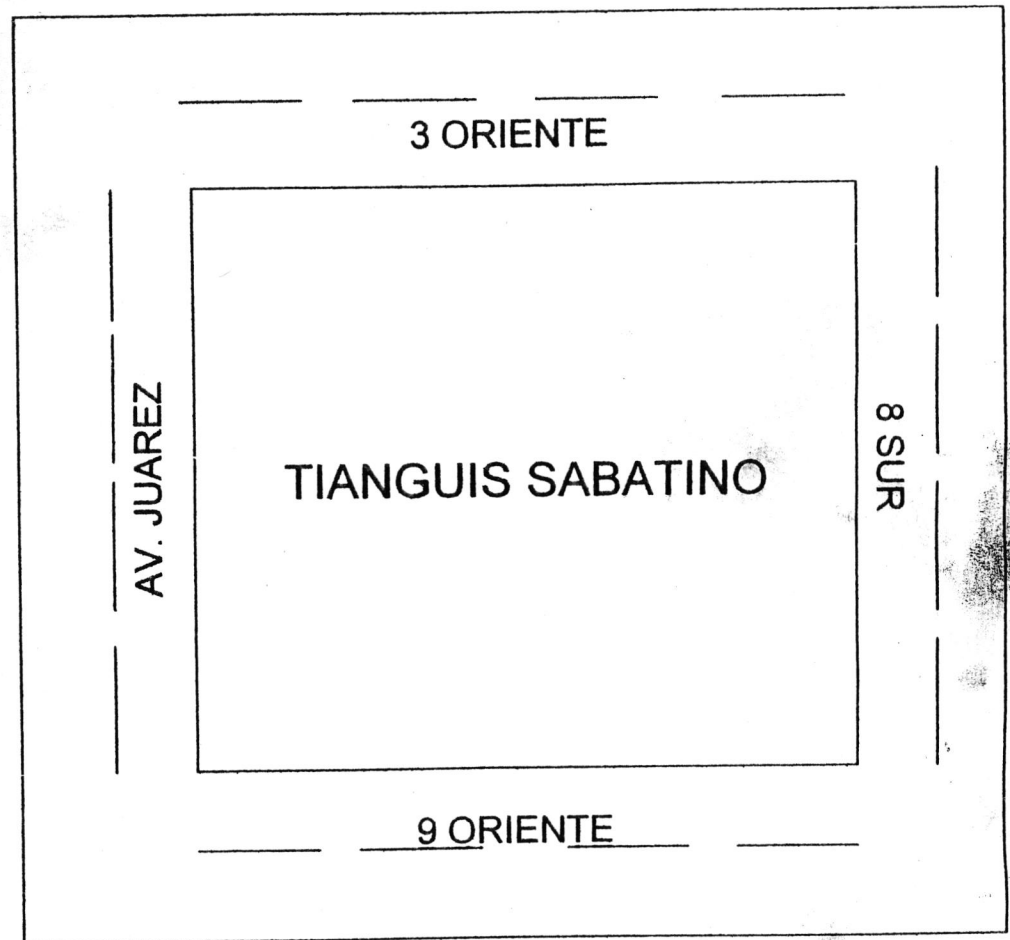 3 ORIENTE
AV. JUAREZ
TIANGUIS SABATINO
8 SUR
9 ORIENTE